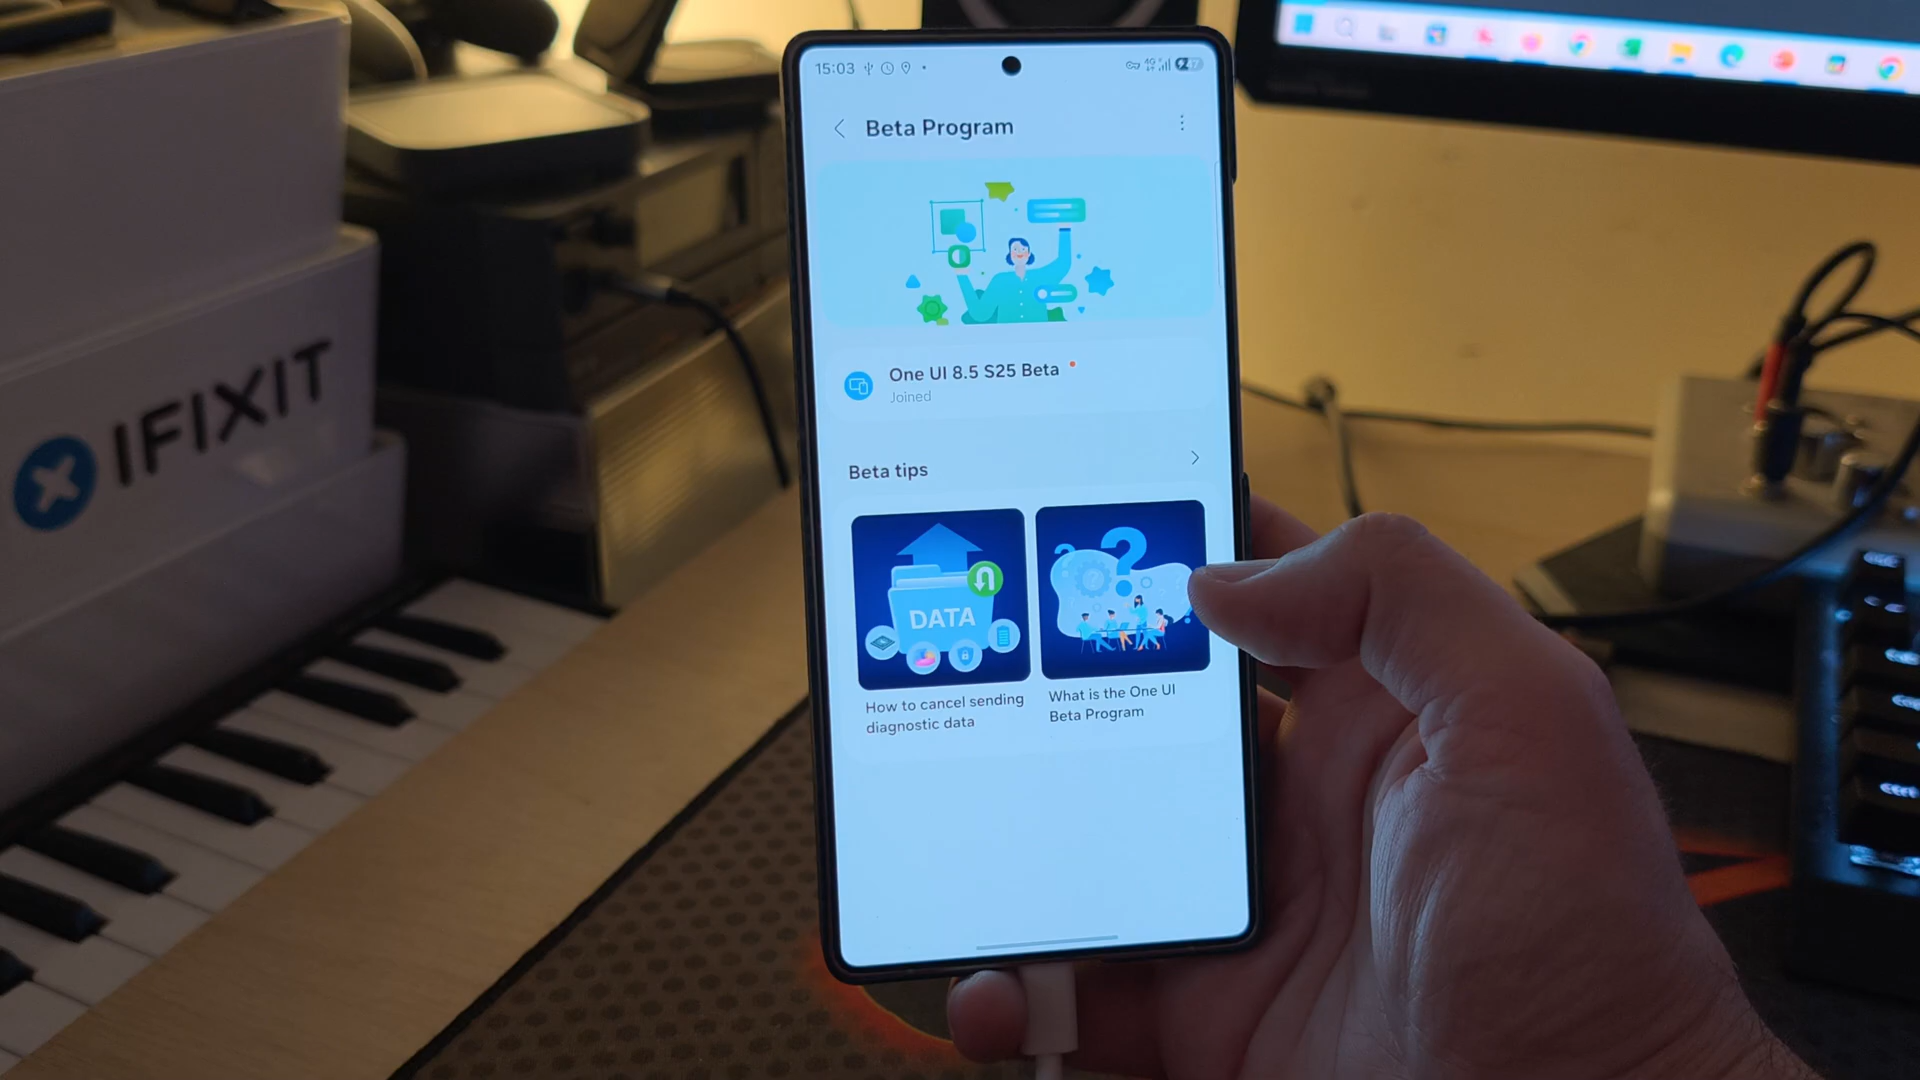 15:03
Beta Program
One UI 8.5 S25 Beta
Joined
Beta tips
DATA
How to cancel sending
diagnostic data
What is the One UI
Beta Program
IFIXIT